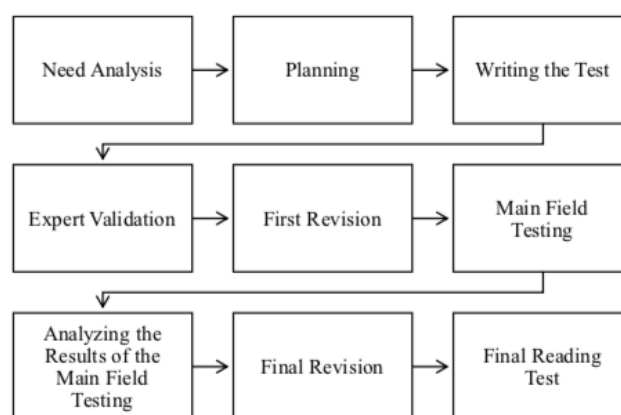 Need Analysis
Planning
Writing the Test
Expert Validation
First Revision
Main Field
Testing
Analyzing the
Results of the
Main Field
Testing
Final Revision
Final Reading
Test